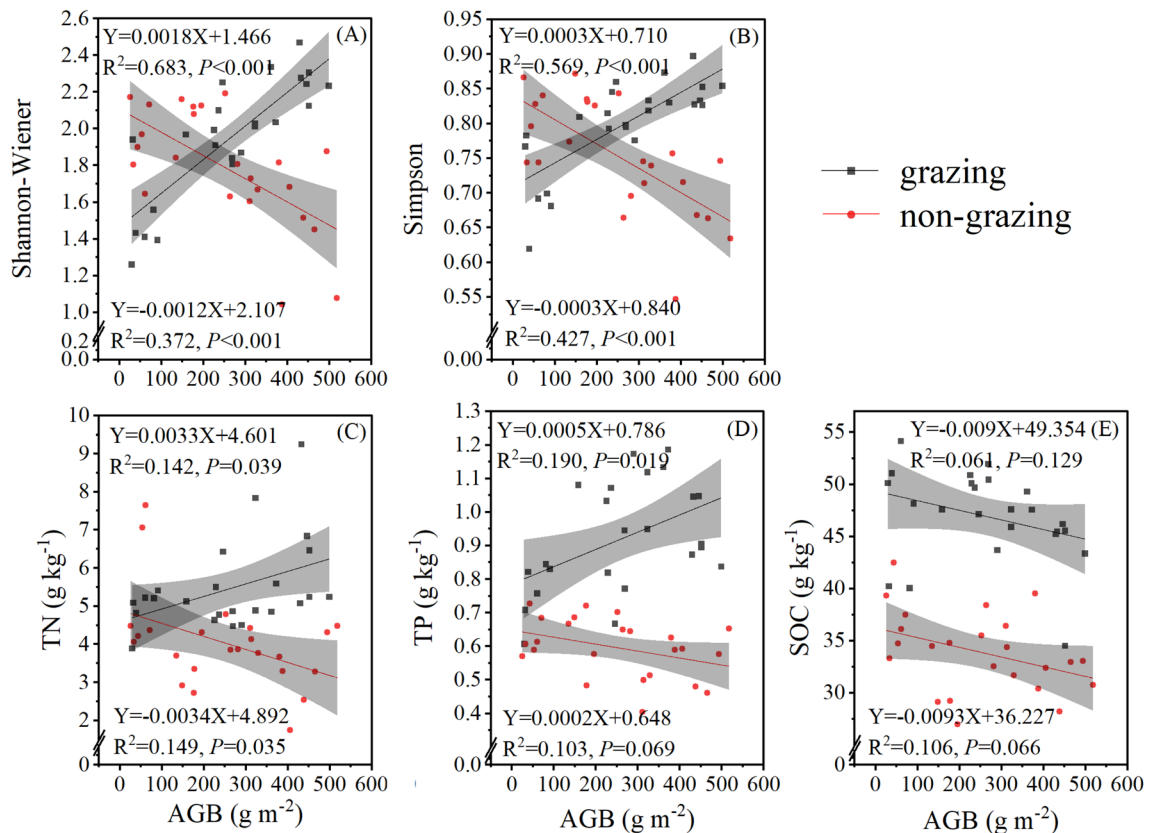 Y=0.0018X+1.466
(A)
R²=0.683, P<0.001
Shannon-Wiener
2.6
2.4
2.2
2.0
1.8
1.6
1.4
1.2
1.0
0.2
0.0
Y=-0.0012X+2.107
R²=0.372, P<0.001
0 100 200 300 400 500 600
Y=0.0003X+0.710
(B)
R²=0.569, P<0.001
Simpson
0.95
0.90
0.85
0.80
0.75
0.70
0.65
0.60
0.55
0.00
Y=-0.0003X+0.840
R²=0.427, P<0.001
0 100 200 300 400 500 600
grazing
non-grazing
Y=0.0033X+4.601
(C)
R²=0.142, P=0.039
TN (g kg⁻¹)
10
9
8
7
6
5
4
3
2
0
Y=-0.0034X+4.892
R²=0.149, P=0.035
0 100 200 300 400 500 600
AGB (g m⁻²)
Y=0.0005X+0.786
(D)
R²=0.190, P=0.019
TP (g kg⁻¹)
1.3
1.2
1.1
1.0
0.9
0.8
0.7
0.6
0.5
0.4
0.0
Y=0.0002X+0.648
R²=0.103, P=0.069
0 100 200 300 400 500 600
AGB (g m⁻²)
Y=-0.009X+49.354 (E)
R²=0.061, P=0.129
SOC (g kg⁻¹)
55
50
45
40
35
30
0
Y=-0.0093X+36.227
R²=0.106, P=0.066
0 100 200 300 400 500 600
AGB (g m⁻²)